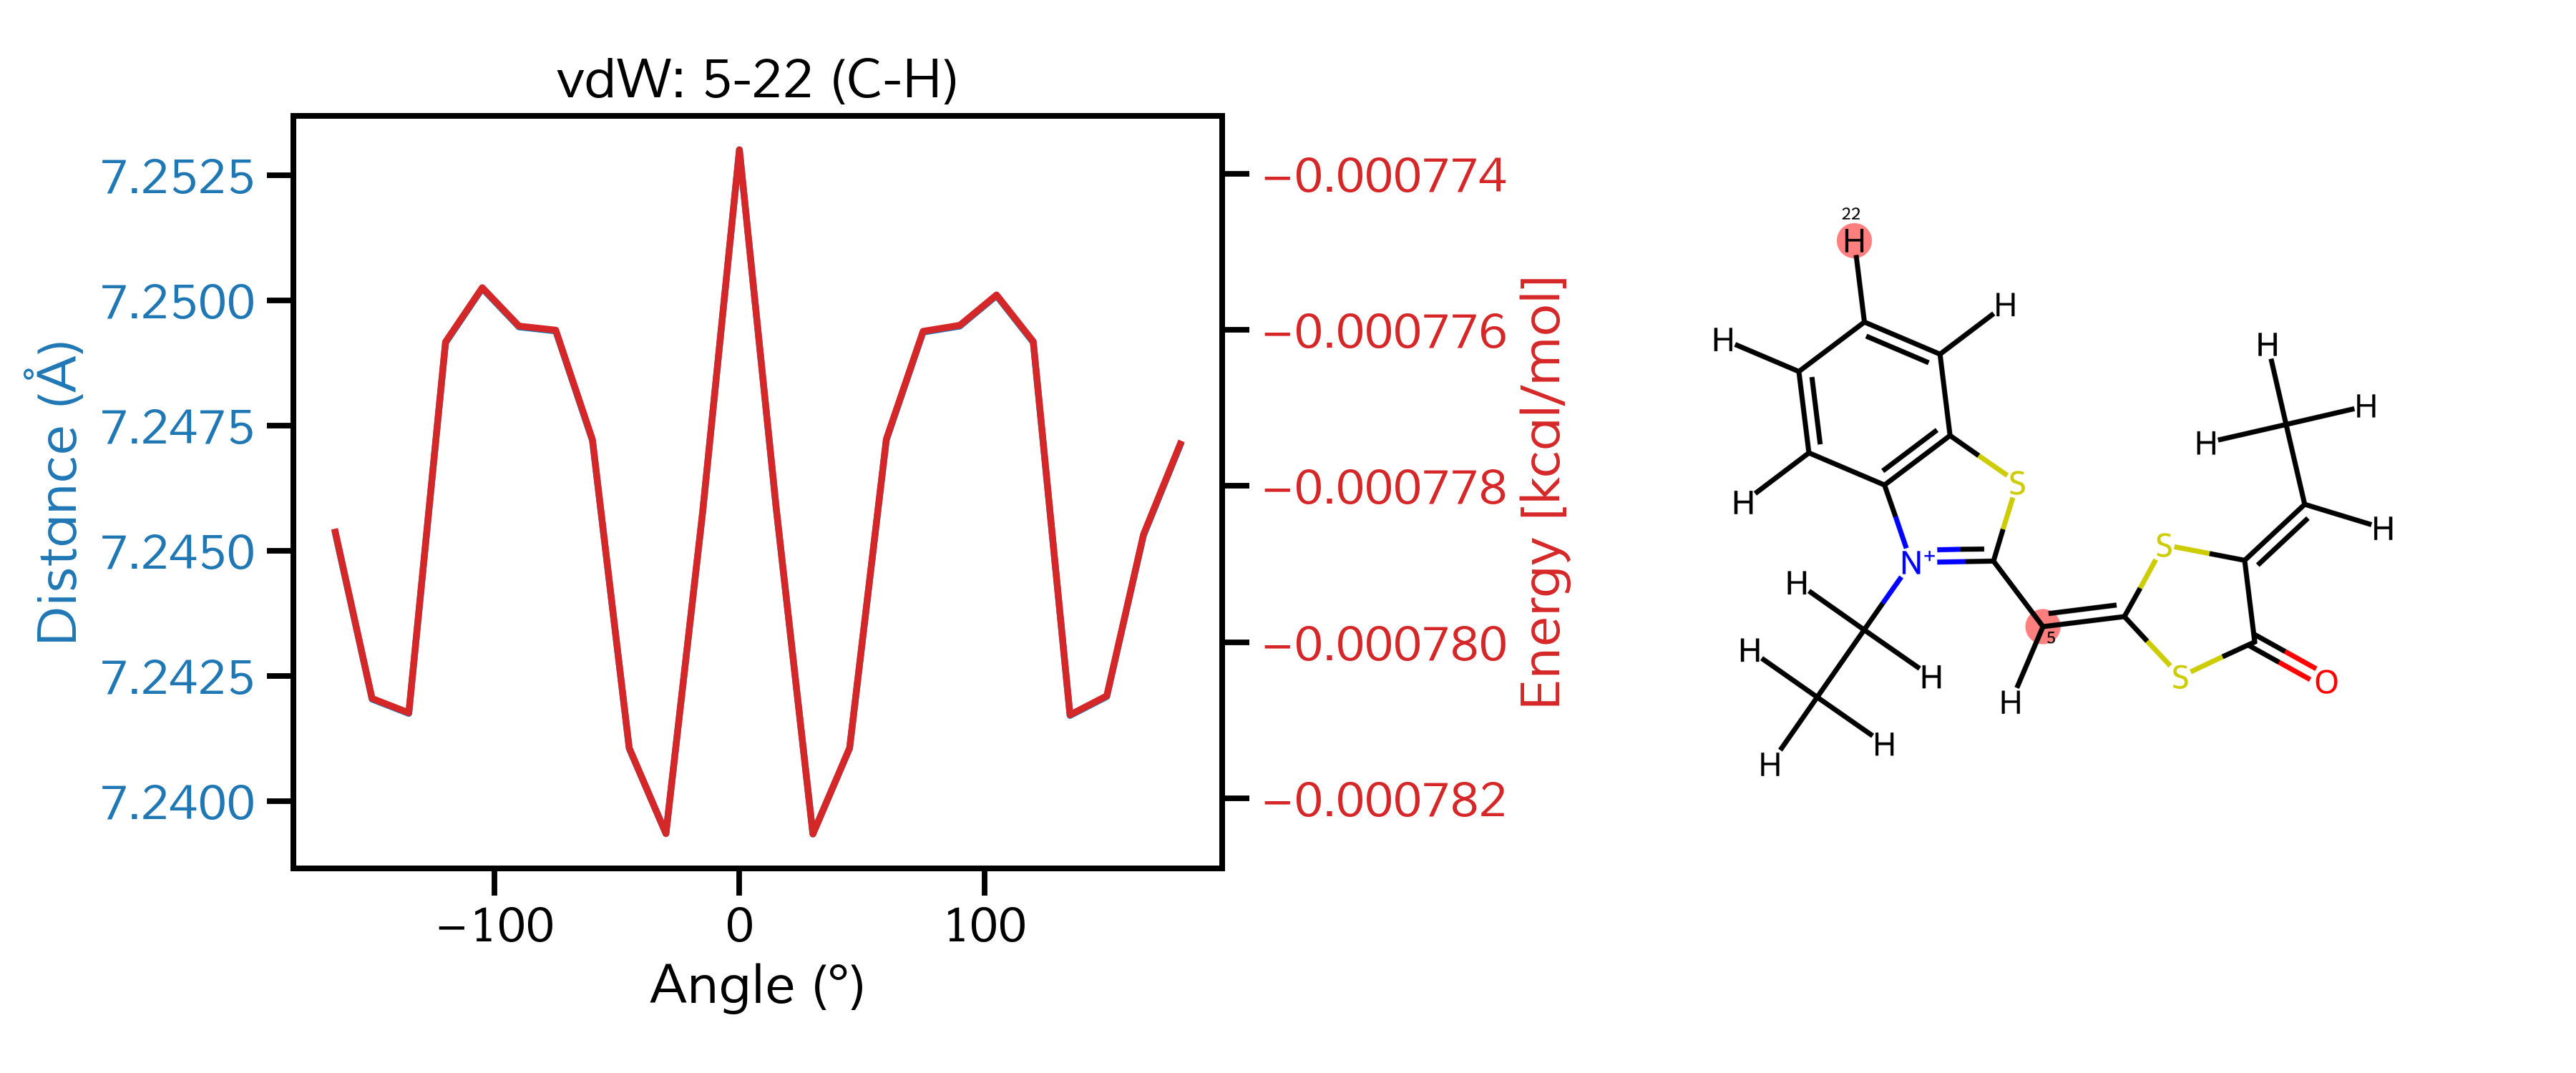 vdW: 5-22 (C-H)
Distance (Å)
7.2525
7.2500
7.2475
7.2450
7.2425
7.2400
−0.000774
−0.000776
−0.000778
−0.000780
−0.000782
Energy [kcal/mol]
−100
0
100
Angle (°)
22
H
H
H
H
H
H
H
S
H
S
N⁺
H
H
5
H
S
H
O
H
H